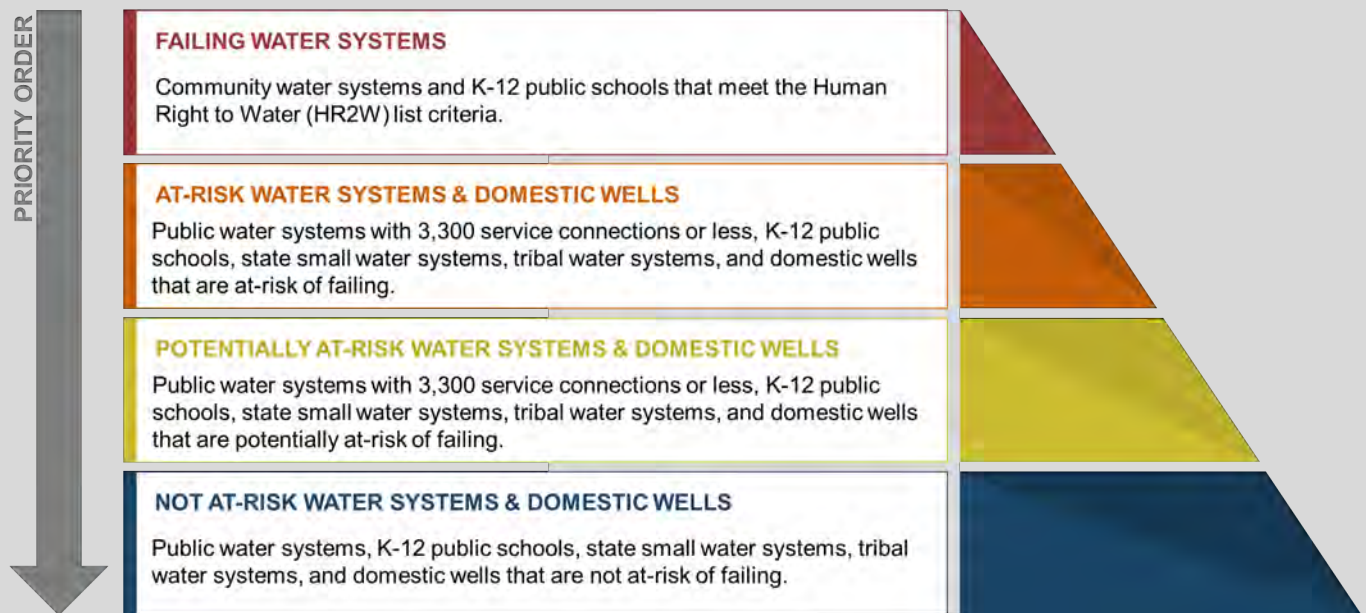 PRIORITY ORDER
FAILING WATER SYSTEMS
Community water systems and K-12 public schools that meet the Human
Right to Water (HR2W) list criteria.
AT-RISK WATER SYSTEMS & DOMESTIC WELLS
Public water systems with 3,300 service connections or less, K-12 public
schools, state small water systems, tribal water systems, and domestic wells
that are at-risk of failing.
POTENTIALLY AT-RISK WATER SYSTEMS & DOMESTIC WELLS
Public water systems with 3,300 service connections or less, K-12 public
schools, state small water systems, tribal water systems, and domestic wells
that are potentially at-risk of failing.
NOT AT-RISK WATER SYSTEMS & DOMESTIC WELLS
Public water systems, K-12 public schools, state small water systems, tribal
water systems, and domestic wells that are not at-risk of failing.